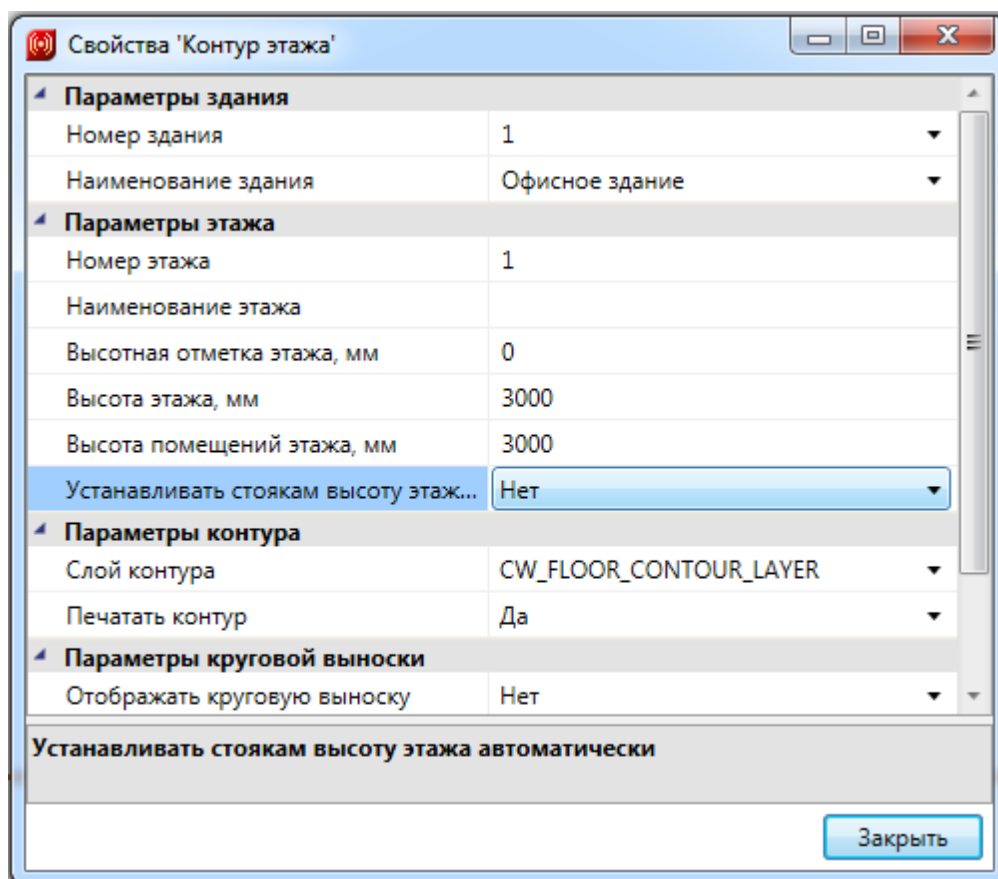 Свойства 'Контур этажа'
Параметры здания
Номер здания 1
Наименование здания Офисное здание
Параметры этажа
Номер этажа 1
Наименование этажа
Высотная отметка этажа, мм 0
Высота этажа, мм 3000
Высота помещений этажа, мм 3000
Устанавливать стоякам высоту этаж... Нет
Параметры контура
Слой контура CW_FLOOR_CONTOUR_LAYER
Печатать контур Да
Параметры круговой выноски
Отображать круговую выноску Нет
Устанавливать стоякам высоту этажа автоматически
Закрыть